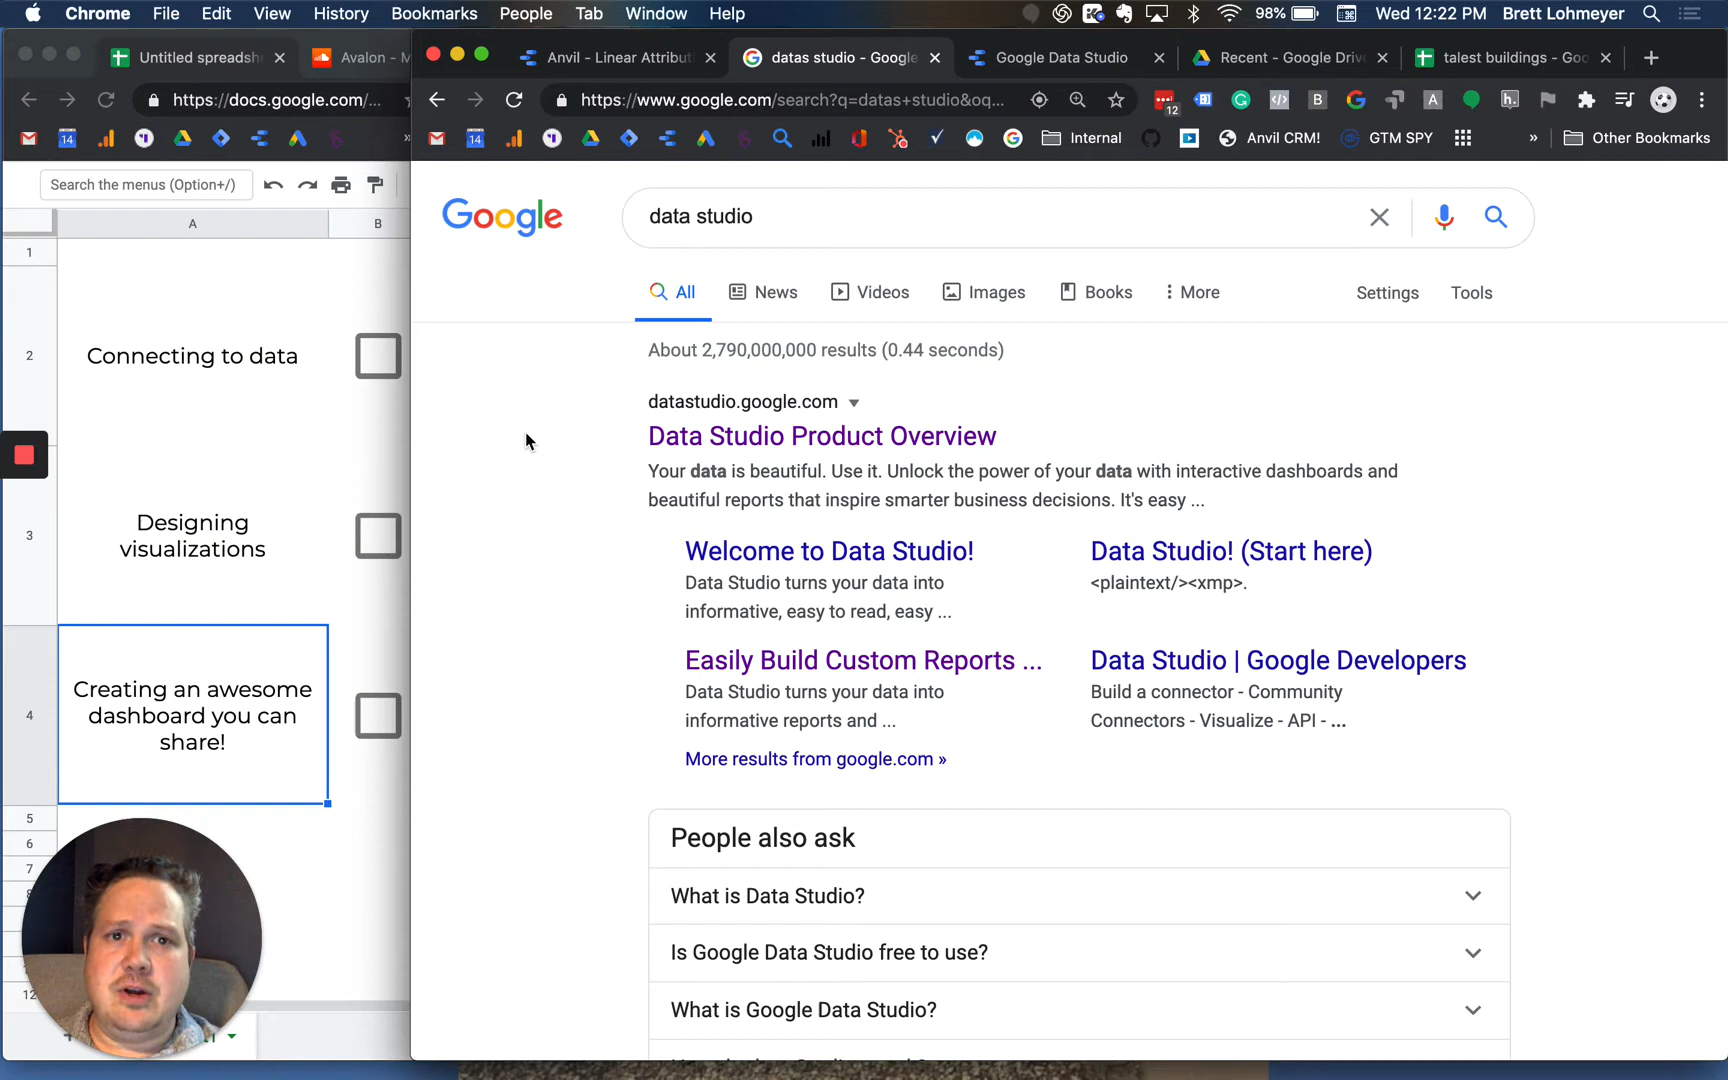 Chrome File Edit View History Bookmarks People Tab Window Help
98% Wed 12:22 PM Brett Lohmeyer
Untitled spreadsh
Avalon - M
Anvil - Linear Attributi
datas studio - Google
Google Data Studio
Recent - Google Drive
talest buildings - Goo
https://docs.google.com/...
https://www.google.com/search?q=datas+studio&oq...
12
14
14
Internal
Anvil CRM!
GTM SPY
»
Other Bookmarks
Search the menus (Option+/)
A
B
1
2
Connecting to data
3
Designing
visualizations
4
Creating an awesome
dashboard you can
share!
5
6
7
12
Google
data studio
All
News
Videos
Images
Books
More
Settings
Tools
About 2,790,000,000 results (0.44 seconds)
datastudio.google.com
Data Studio Product Overview
Your data is beautiful. Use it. Unlock the power of your data with interactive dashboards and
beautiful reports that inspire smarter business decisions. It's easy ...
Welcome to Data Studio!
Data Studio turns your data into
informative, easy to read, easy ...
Data Studio! (Start here)
<plaintext/><xmp>.
Easily Build Custom Reports ...
Data Studio turns your data into
informative reports and ...
Data Studio | Google Developers
Build a connector - Community
Connectors - Visualize - API - ...
More results from google.com »
People also ask
What is Data Studio?
Is Google Data Studio free to use?
What is Google Data Studio?